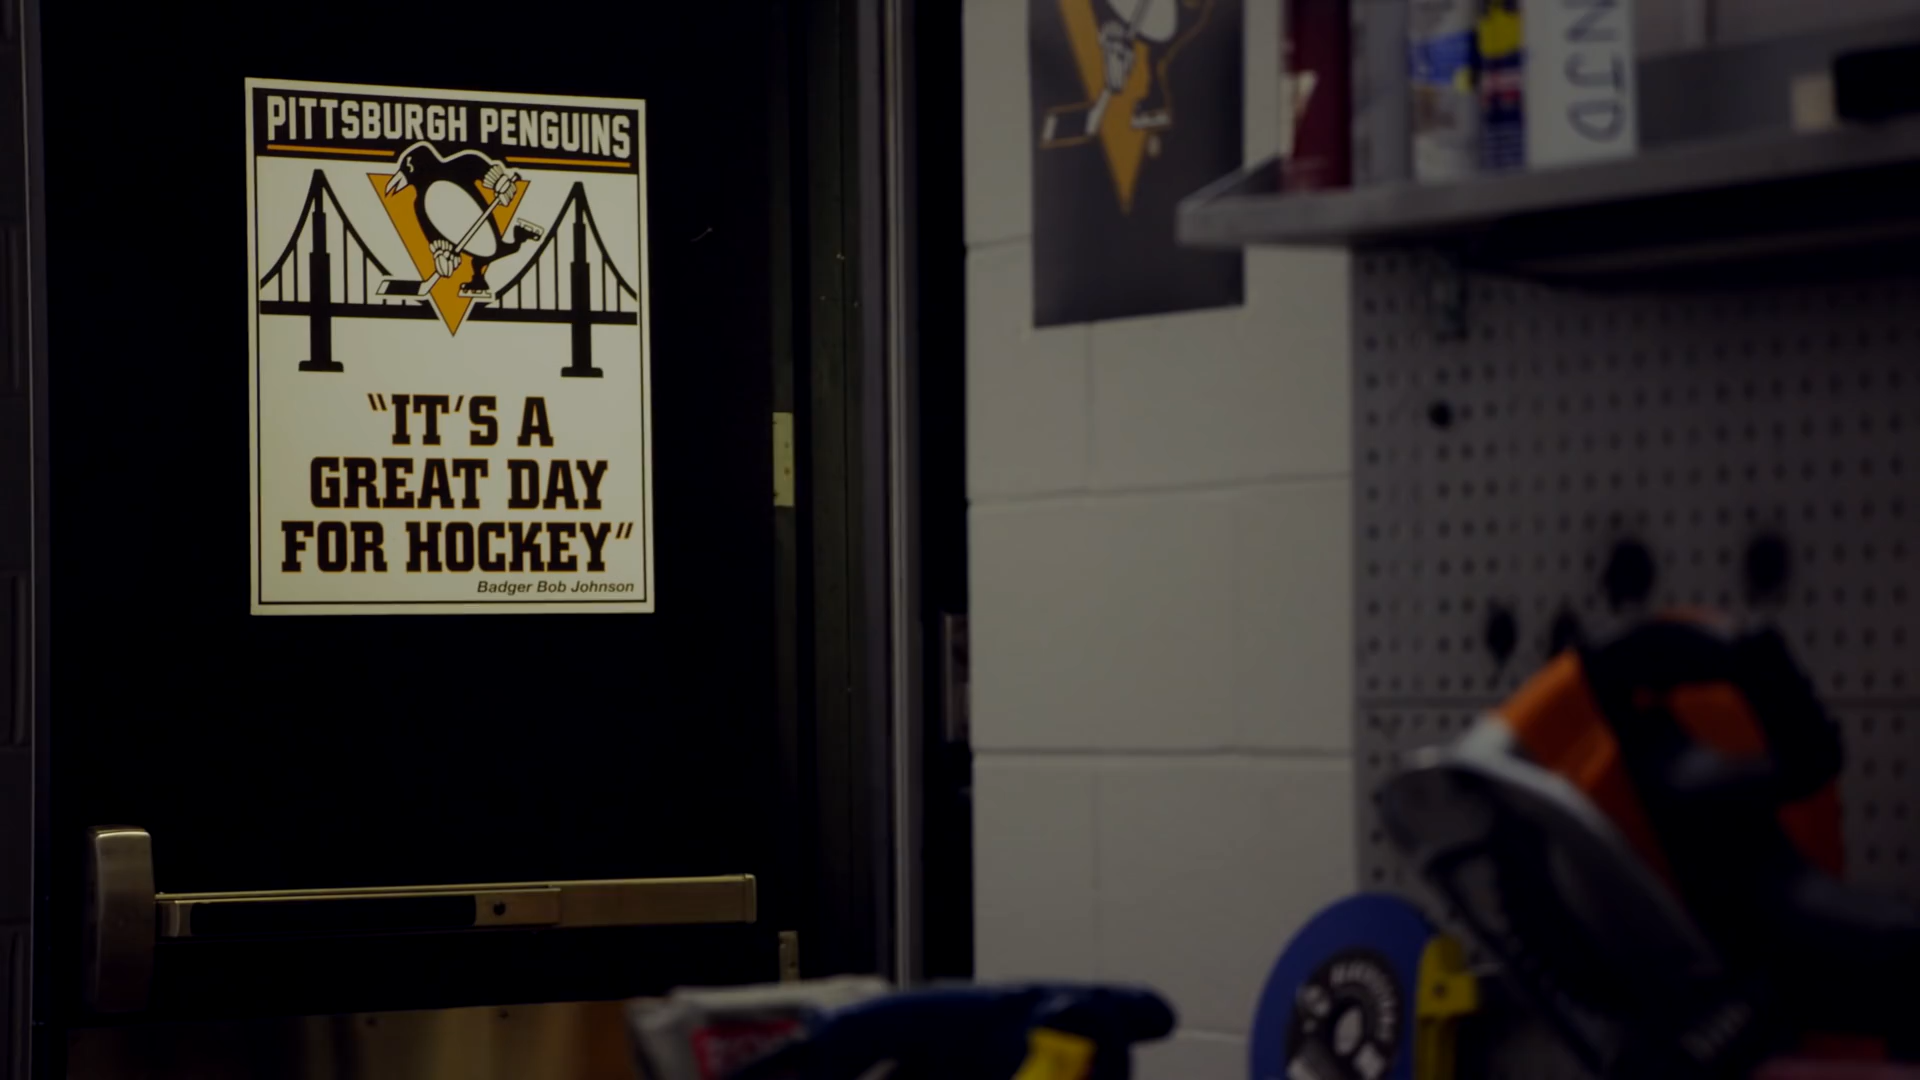 PITTSBURGH PENGUINS
"IT'S A
GREAT DAY
FOR HOCKEY"
Badger Bob Johnson